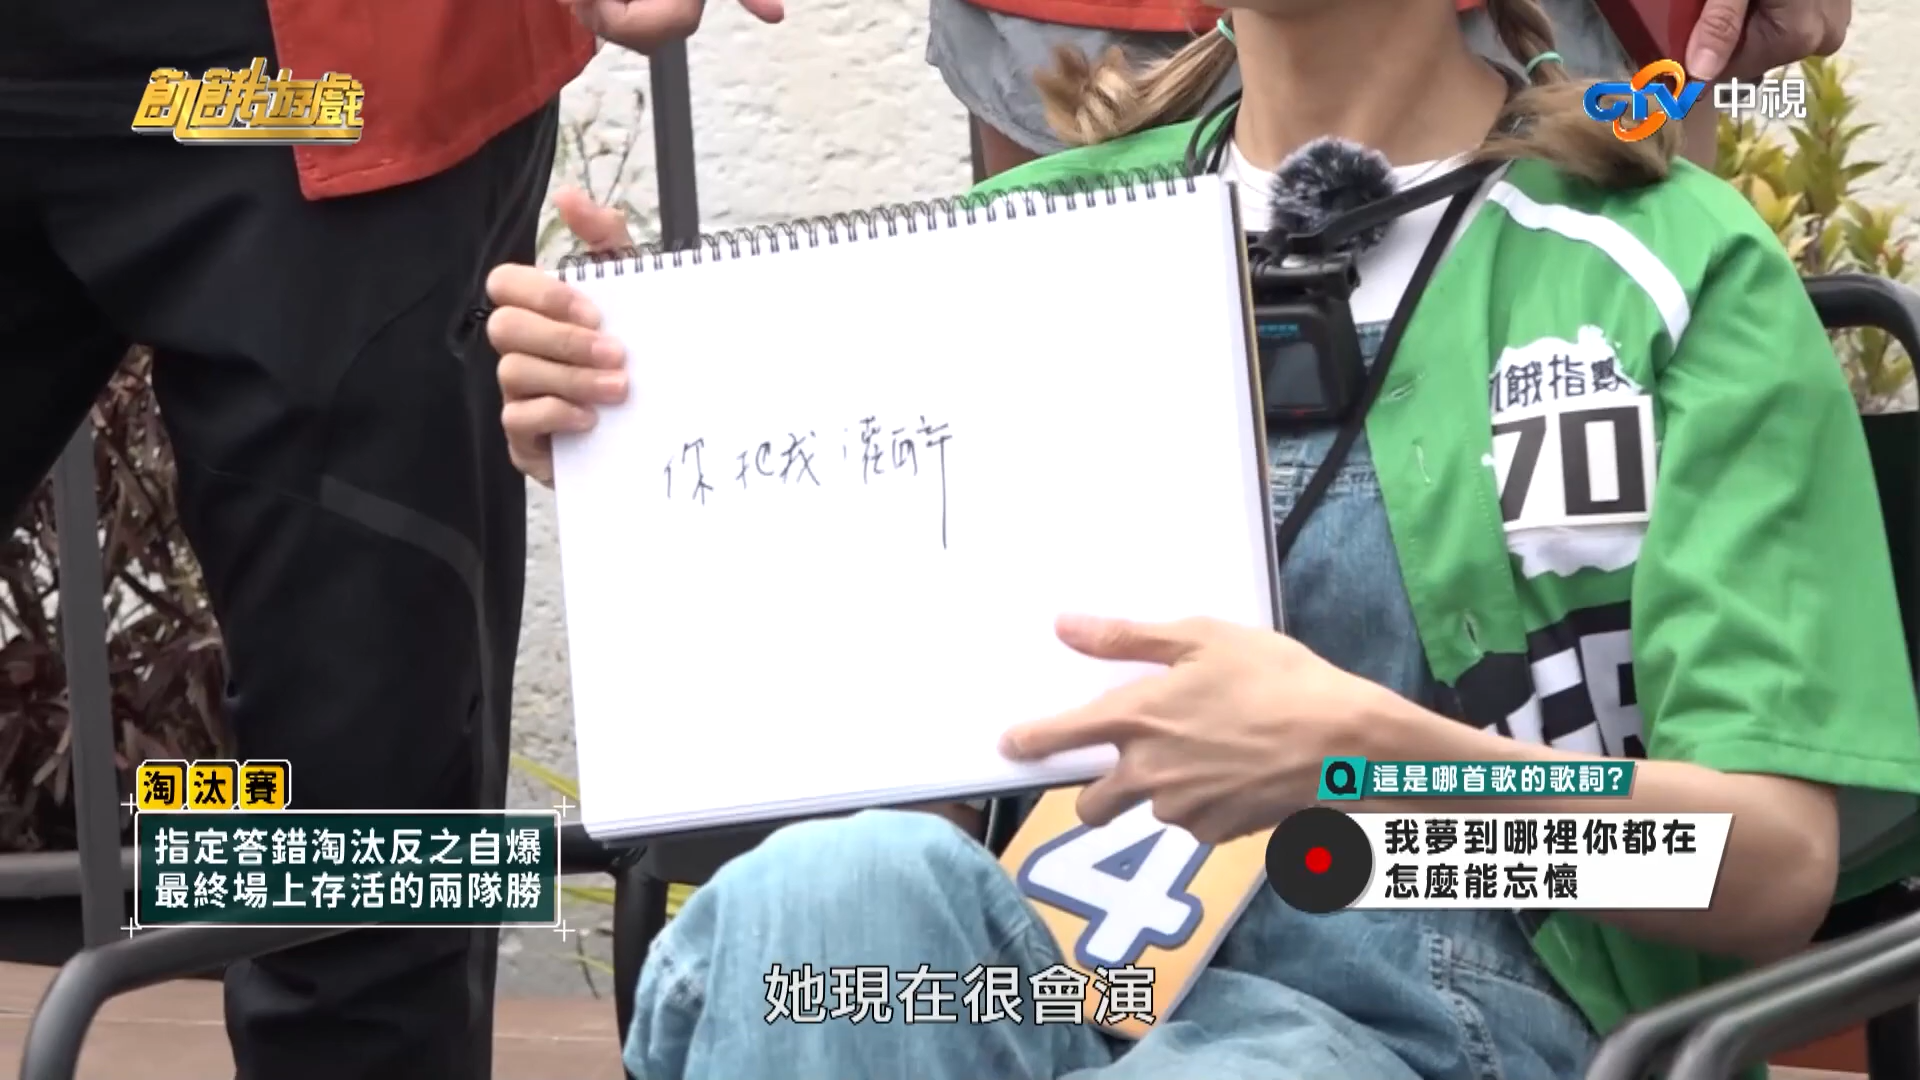 飢餓遊戲
CTV 中視
你把我灌醉
飢餓指數
70
4
淘汰賽
指定答錯淘汰反之自爆
最終場上存活的兩隊勝
Q 這是哪首歌的歌詞?
我夢到哪裡你都在
怎麼能忘懷
她現在很會演